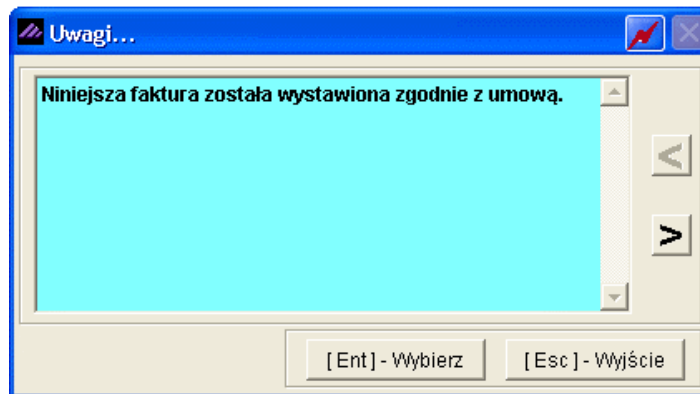 Uwagi...
Niniejsza faktura została wystawiona zgodnie z umową.
<
>
[ Ent ] - Wybierz [ Esc ] - Wyjście